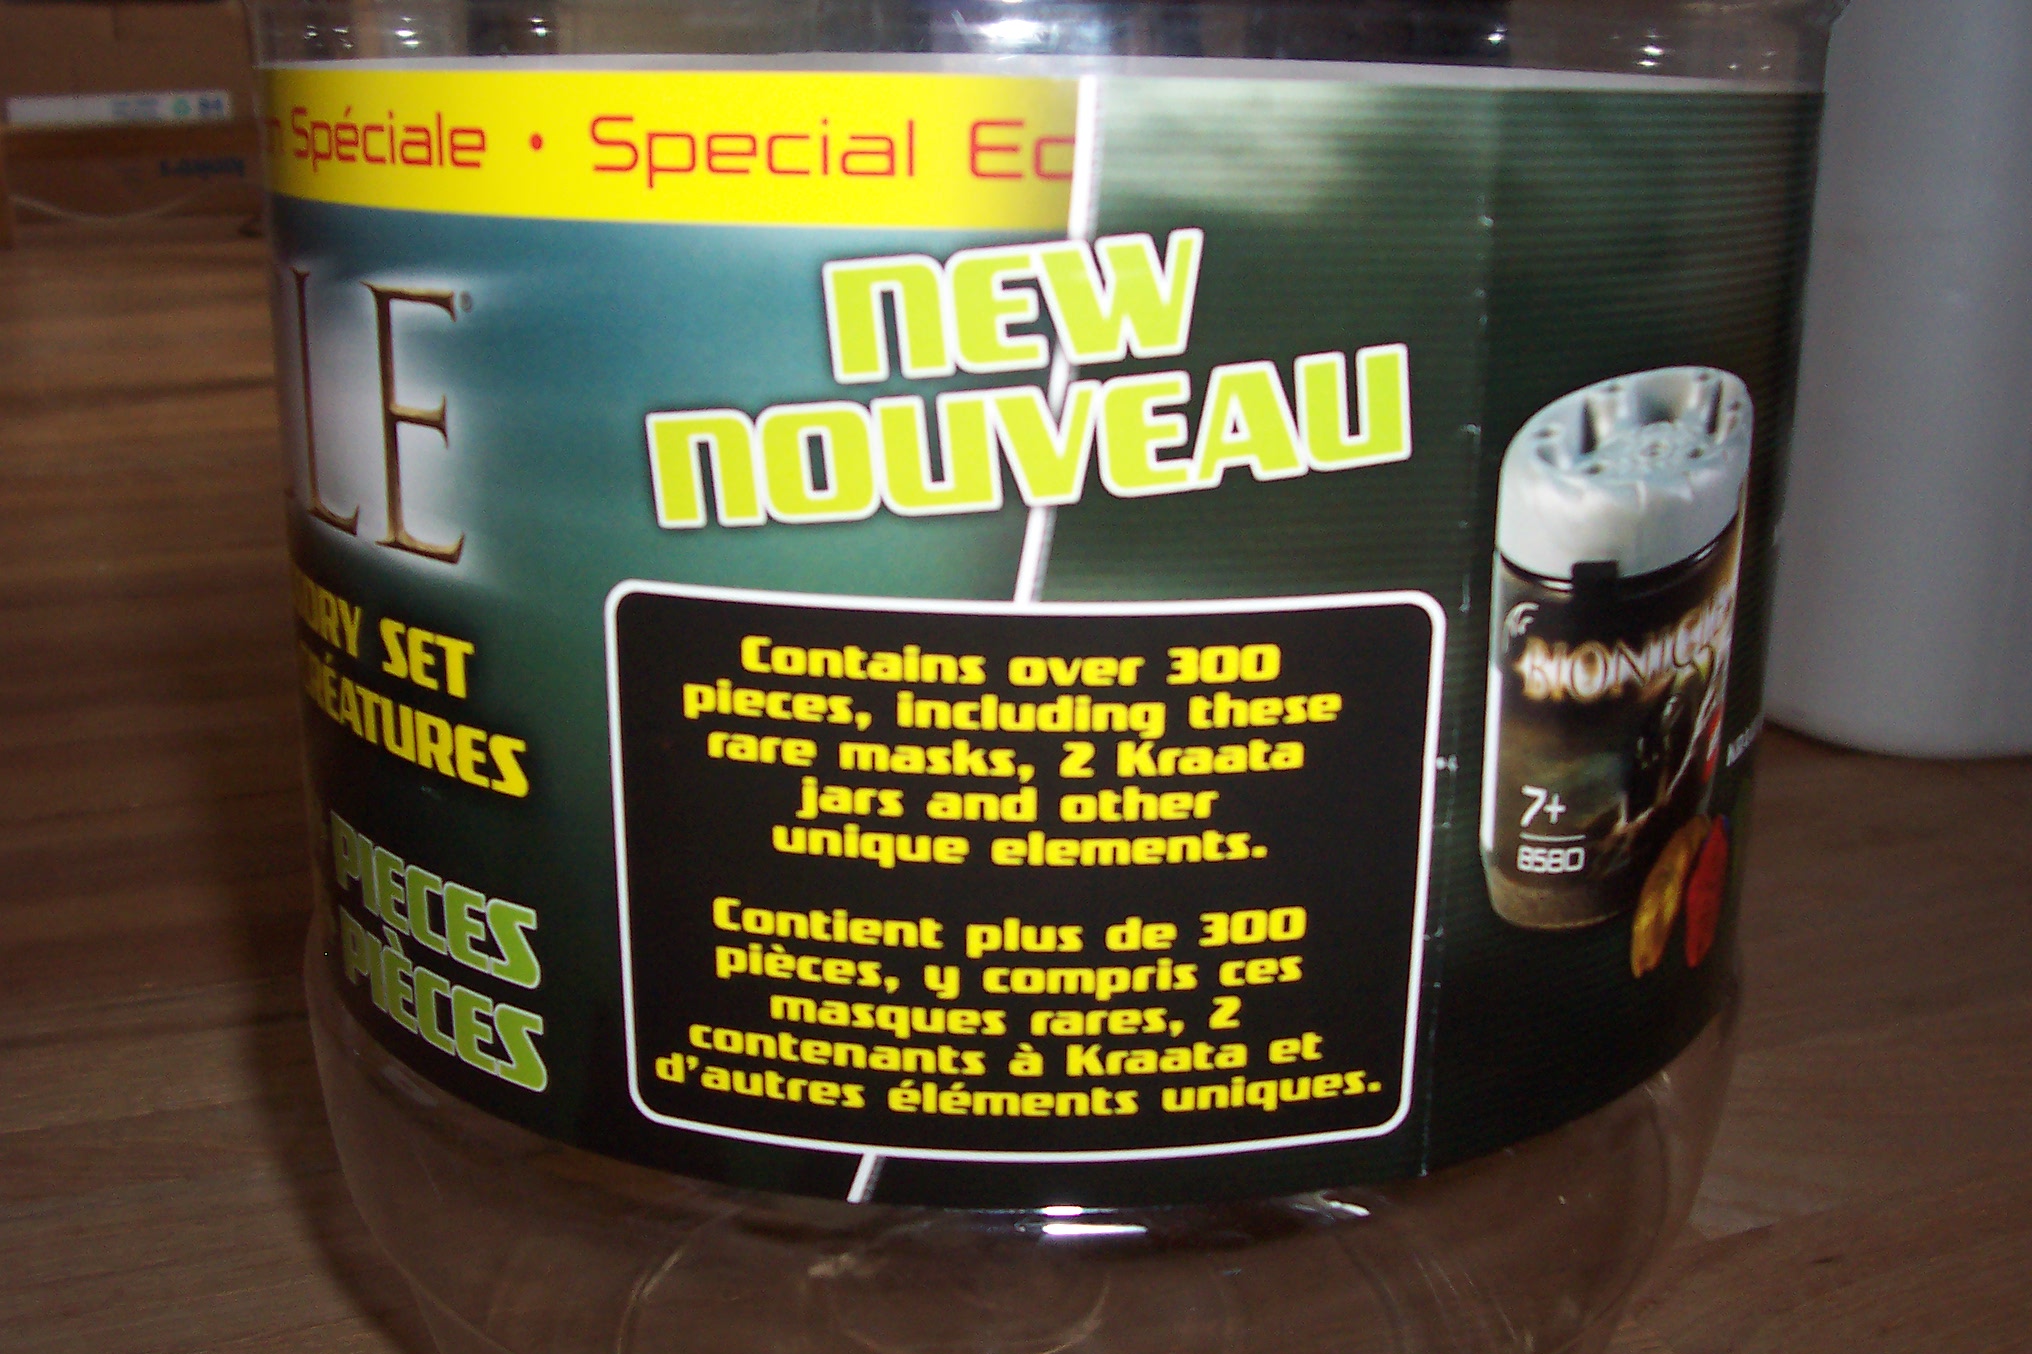 Spéciale • Special Ed
LE
NEW
NOUVEAU
SET
CRÉATURES
PIECES
PIÈCES
Contains over 300
pieces, including these
rare masks, 2 Kraata
jars and other
unique elements.
Contient plus de 300
pièces, y compris ces
masques rares, 2
contenants à Kraata et
d'autres éléments uniques.
BIONICLE
7+
8580